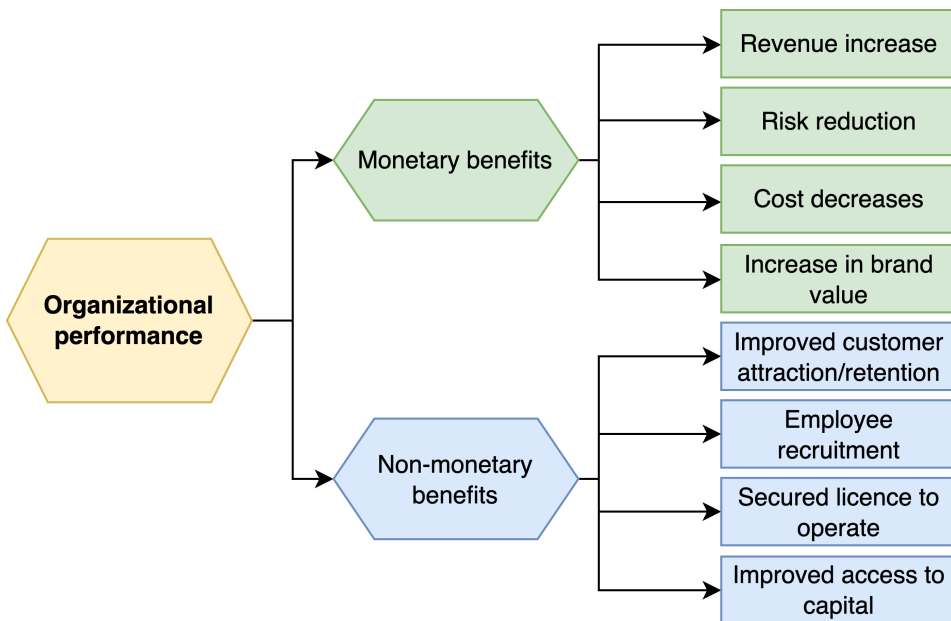 Revenue increase
Risk reduction
Monetary benefits
Cost decreases
Increase in brand
value
Organizational
performance
Improved customer
attraction/retention
Employee
recruitment
Non-monetary
benefits
Secured licence to
operate
Improved access to
capital